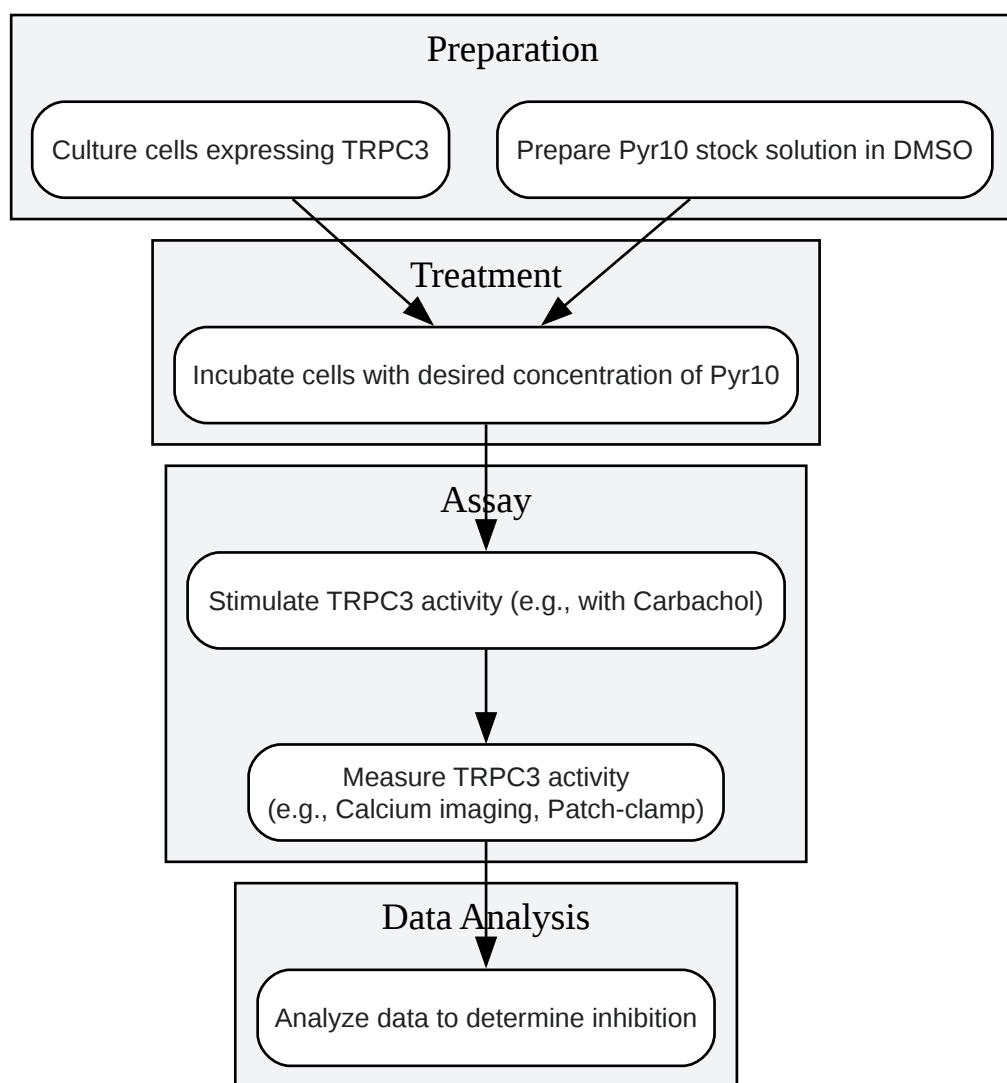 Preparation
Culture cells expressing TRPC3
Prepare Pyr10 stock solution in DMSO
Treatment
Incubate cells with desired concentration of Pyr10
Assay
Stimulate TRPC3 activity (e.g., with Carbachol)
Measure TRPC3 activity
(e.g., Calcium imaging, Patch-clamp)
Data Analysis
Analyze data to determine inhibition